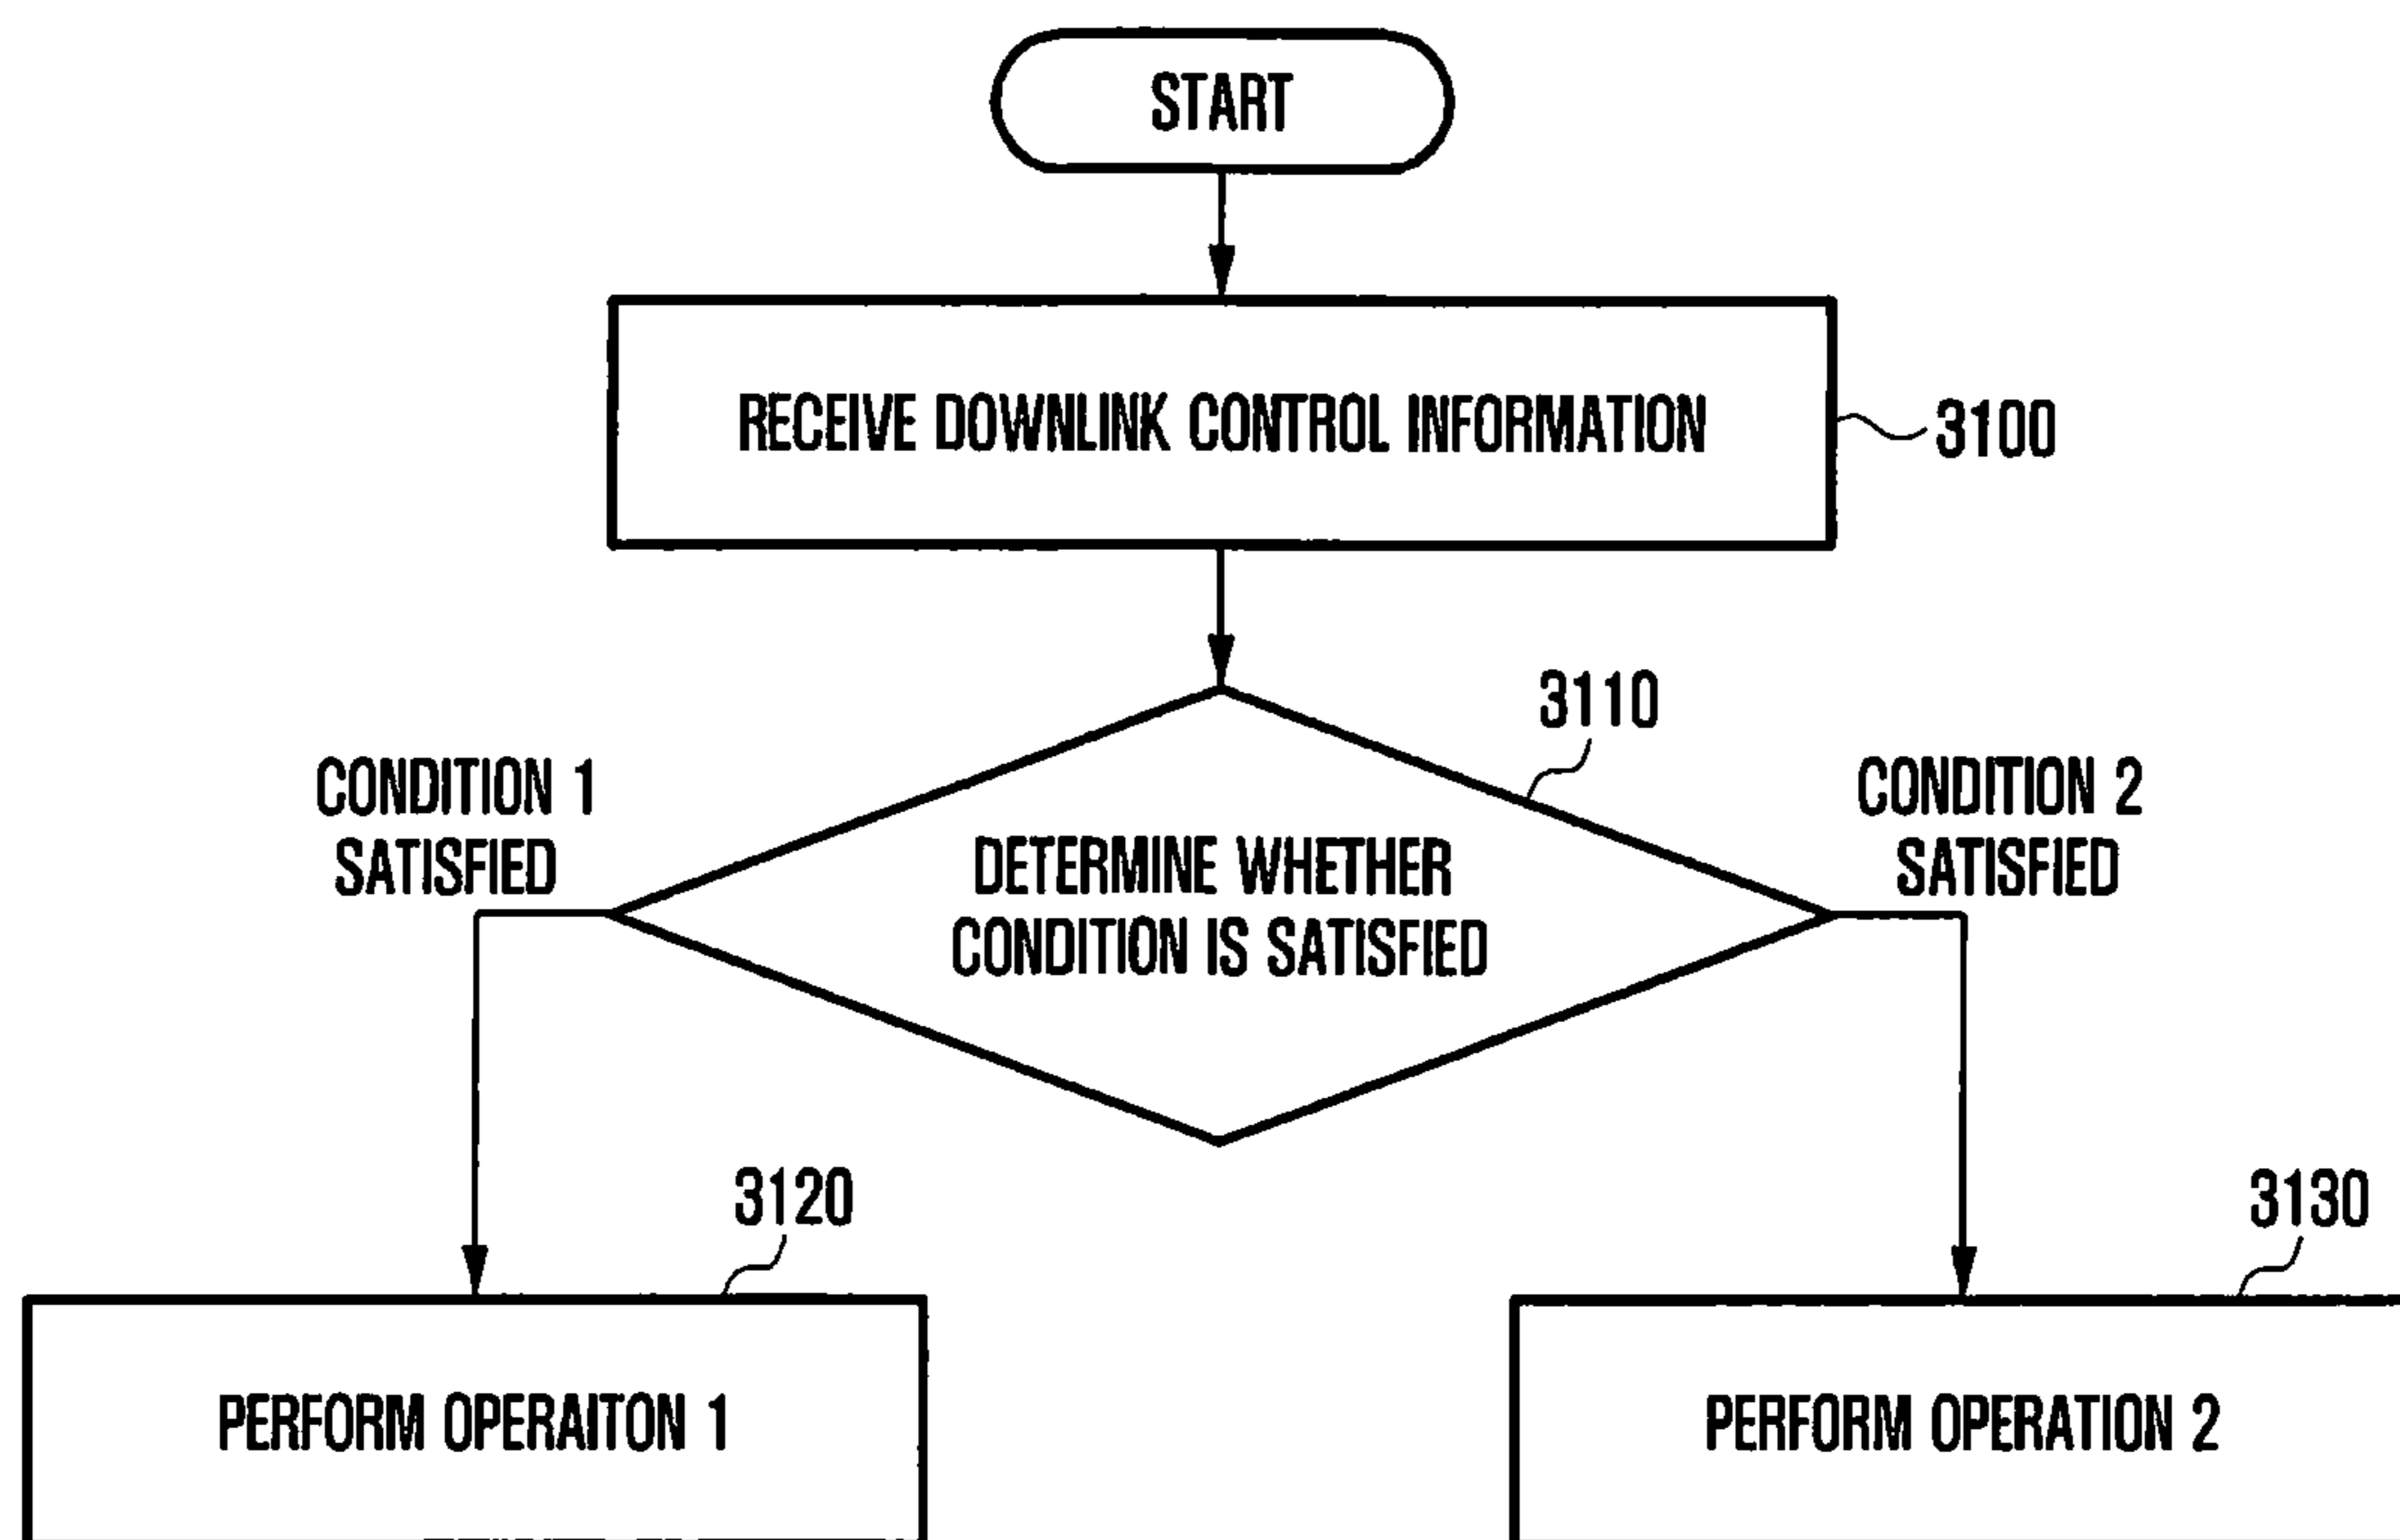 START
RECEIVE DOWNLINK CONTROL INFORMATION
3100
3110
CONDITION 1
SATISFIED
CONDITION 2
SATISFIED
DETERMINE WHETHER
CONDITION IS SATISFIED
3120
3130
PERFORM OPERAITON 1
PERFORM OPERATION 2